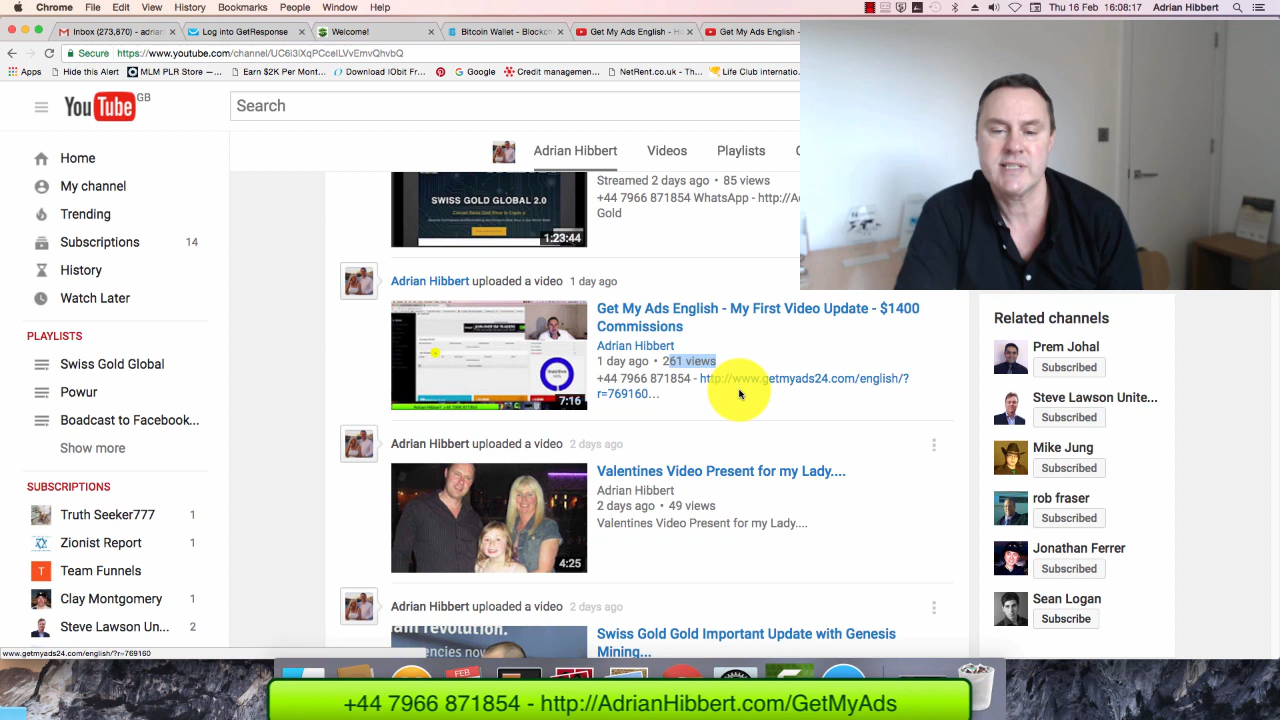 Chrome File Edit View History Bookmarks People Window Help
Thu 16 Feb 16:08:17 Adrian Hibbert
Inbox (273,670) - adrian
Log into GetResponse
Welcome!
Bitcoin Wallet - Blockch
Get My Ads English - H
Get My Ads English -
Secure https://www.youtube.com/channel/UC6i3lXqPCceILVvEmvQhvbQ
Apps
Hide this Alert
MLM PLR Store —
Earn $2K Per Mont...
Download IObit Fr...
Google
Credit managemen...
NetRent.co.uk - Th...
Life Club internatio...
YouTube GB
Search
Home
My channel
Trending
Subscriptions 14
History
Watch Later
PLAYLISTS
Swiss Gold Global
Powur
Boadcast to Facebook...
Show more
SUBSCRIPTIONS
Truth Seeker777 1
Zionist Report 1
Team Funnels
Clay Montgomery 1
Steve Lawson Un... 2
www.getmyads24.com/english/?r=769160
Adrian Hibbert Videos Playlists C
SWISS GOLD GLOBAL 2.0
1:23:44
Streamed 2 days ago • 85 views
+44 7966 871854 WhatsApp - http://A
Gold
Adrian Hibbert uploaded a video 1 day ago
7:16
Get My Ads English - My First Video Update - $1400
Commissions
Adrian Hibbert
1 day ago • 261 views
+44 7966 871854 - http://www.getmyads24.com/english/?
r=769160...
Adrian Hibbert uploaded a video 2 days ago
4:25
Valentines Video Present for my Lady....
Adrian Hibbert
2 days ago • 49 views
Valentines Video Present for my Lady....
Adrian Hibbert uploaded a video 2 days ago
Swiss Gold Gold Important Update with Genesis
Mining...
Related channels
Prem Johal
Subscribed
Steve Lawson Unite...
Subscribed
Mike Jung
Subscribed
rob fraser
Subscribed
Jonathan Ferrer
Subscribed
Sean Logan
Subscribe
FEB
+44 7966 871854 - http://AdrianHibbert.com/GetMyAds